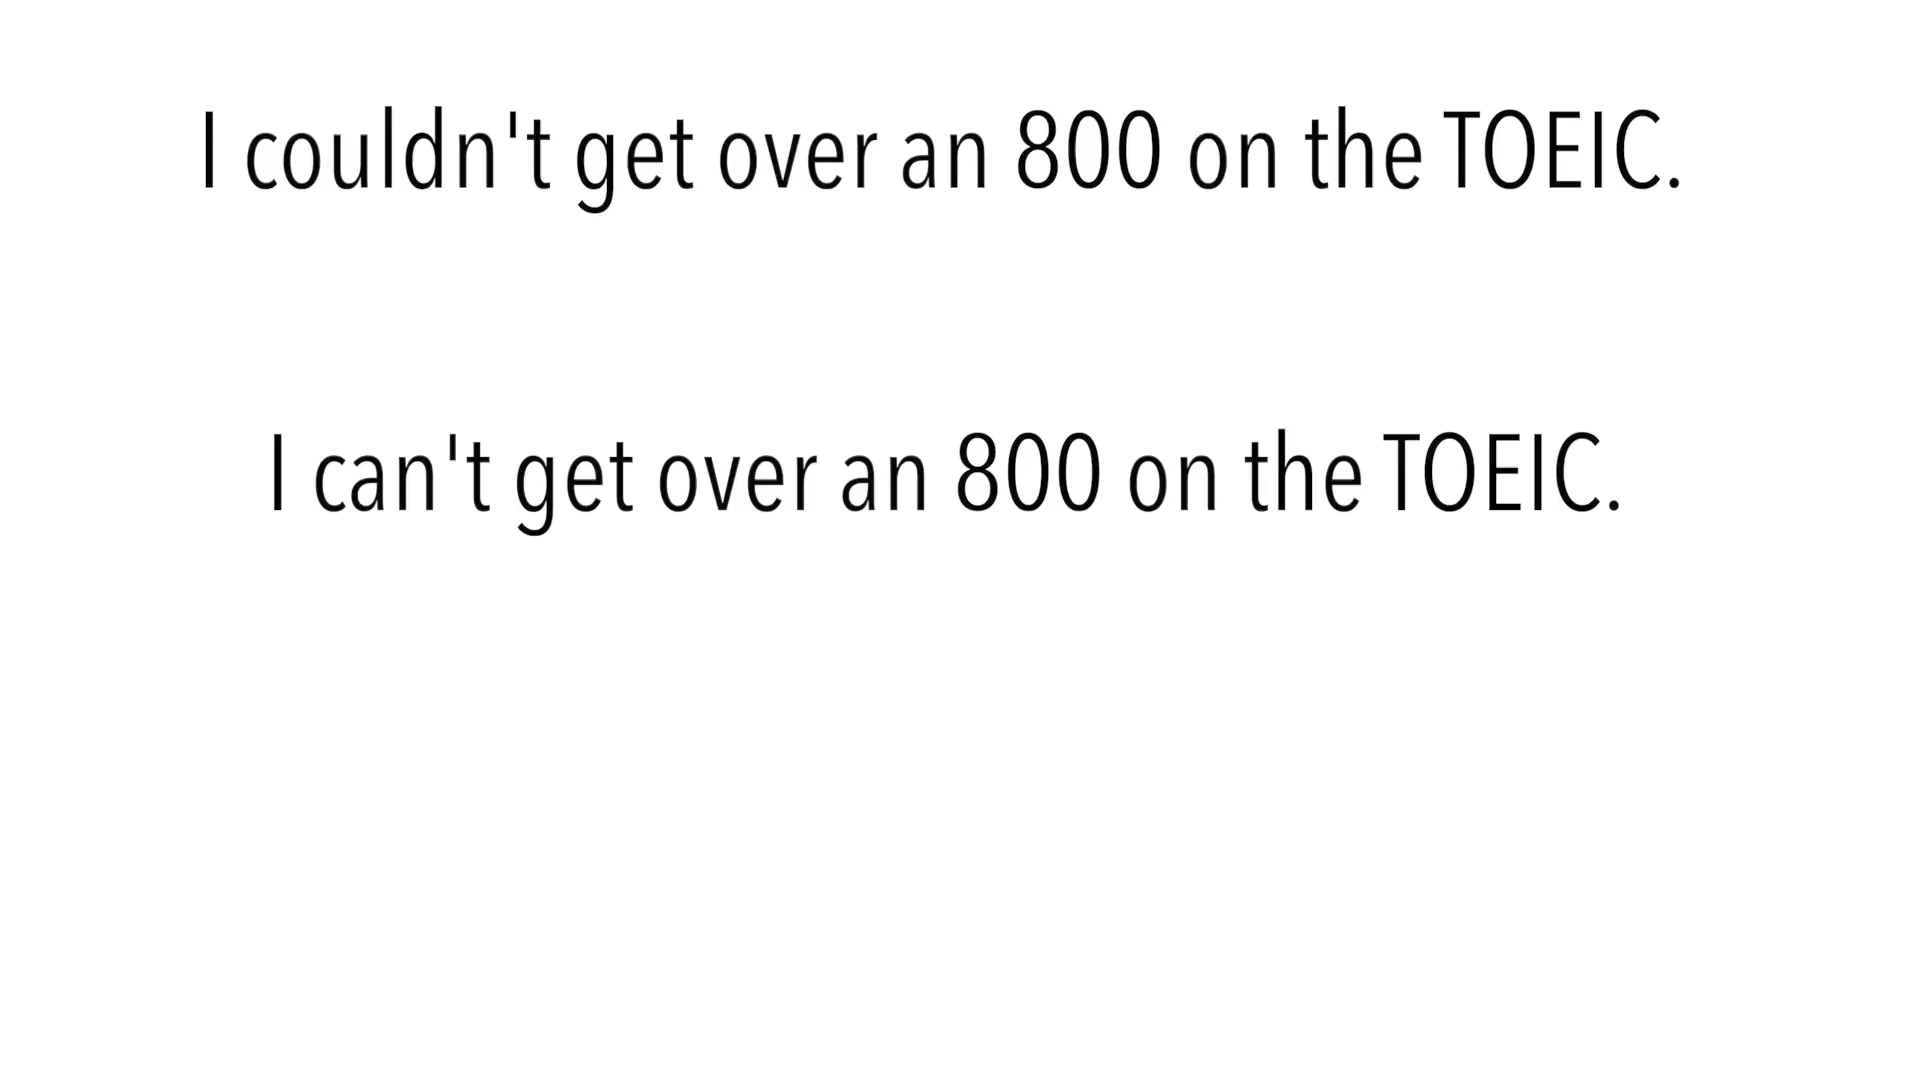 I couldn't get over an 800 on the TOEIC.
I can't get over an 800 on the TOEIC.